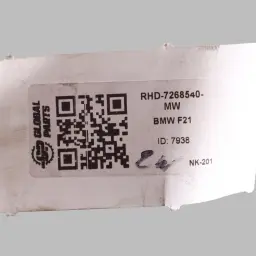 GLOBAL
PARTS
RHD-7268540-
MW
BMW F21
ID: 7938
NK-201